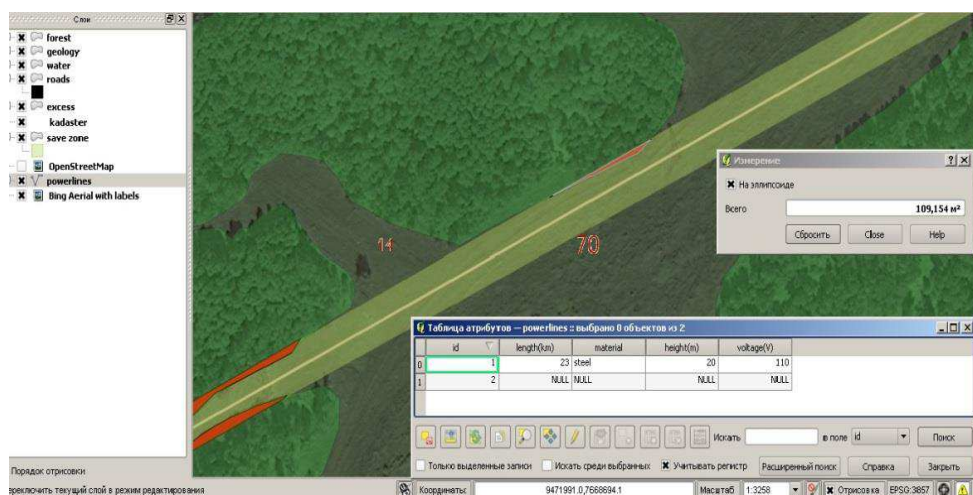 Слои
forest
geology
water
roads
excess
kadaster
save zone
OpenStreetMap
powerlines
Bing Aerial with labels
Порядок отрисовки
14
70
Измерение
На эллипсоиде
Всего 109,154 м²
Сбросить Close Help
Таблица атрибутов — powerlines :: выбрано 0 объектов из 2
id length(km) material height(m) voltage(V)
0 1 23 steel 20 110
1 2 NULL NULL NULL NULL
Искать в поле id Поиск
Только выделенные записи Искать среди выбранных Учитывать регистр Расширенный поиск Справка Закрыть
ереключить текущий слой в режим редактирования Координаты: 9471991.0,7668694.1 Масштаб 1:3258 Отрисовка EPSG:3857